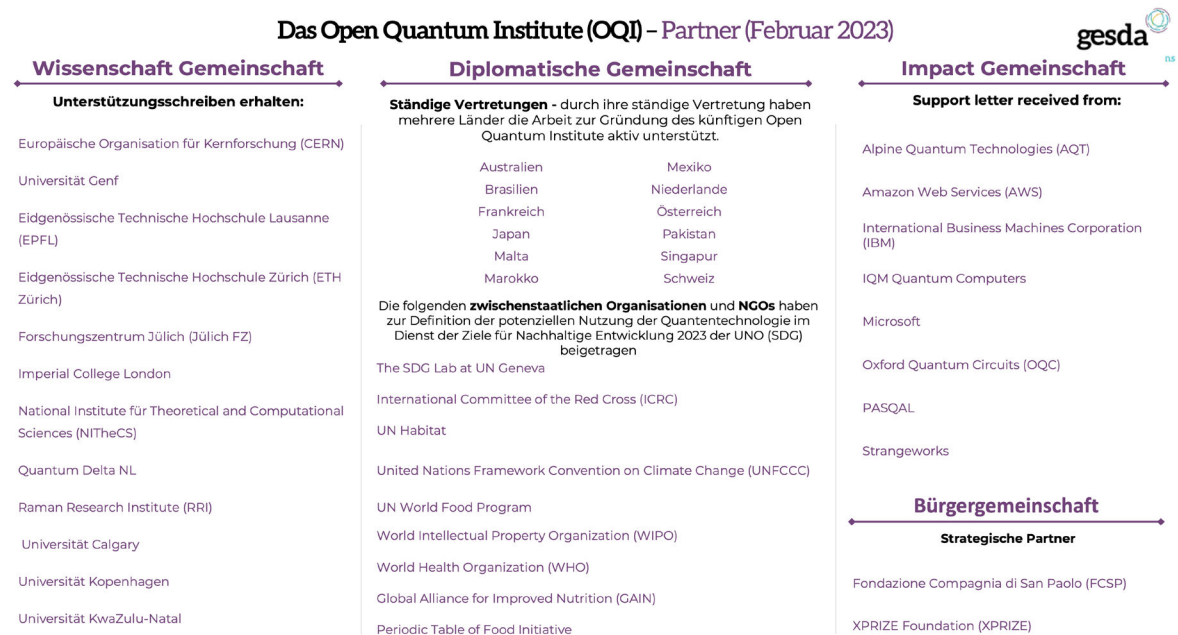 Das Open Quantum Institute (OQI) – Partner (Februar 2023)
gesda
ns
Wissenschaft Gemeinschaft
Unterstützungsschreiben erhalten:
Europäische Organisation für Kernforschung (CERN)
Universität Genf
Eidgenössische Technische Hochschule Lausanne
(EPFL)
Eidgenössische Technische Hochschule Zürich (ETH
Zürich)
Forschungszentrum Jülich (Jülich FZ)
Imperial College London
National Institute für Theoretical and Computational
Sciences (NITheCS)
Quantum Delta NL
Raman Research Institute (RRI)
Universität Calgary
Universität Kopenhagen
Universität KwaZulu-Natal
Diplomatische Gemeinschaft
Ständige Vertretungen - durch ihre ständige Vertretung haben
mehrere Länder die Arbeit zur Gründung des künftigen Open
Quantum Institute aktiv unterstützt.
Australien
Brasilien
Frankreich
Japan
Malta
Marokko
Mexiko
Niederlande
Österreich
Pakistan
Singapur
Schweiz
Die folgenden zwischenstaatlichen Organisationen und NGOs haben
zur Definition der potenziellen Nutzung der Quantentechnologie im
Dienst der Ziele für Nachhaltige Entwicklung 2023 der UNO (SDG)
beigetragen
The SDG Lab at UN Geneva
International Committee of the Red Cross (ICRC)
UN Habitat
United Nations Framework Convention on Climate Change (UNFCCC)
UN World Food Program
World Intellectual Property Organization (WIPO)
World Health Organization (WHO)
Global Alliance for Improved Nutrition (GAIN)
Periodic Table of Food Initiative
Impact Gemeinschaft
Support letter received from:
Alpine Quantum Technologies (AQT)
Amazon Web Services (AWS)
International Business Machines Corporation
(IBM)
IQM Quantum Computers
Microsoft
Oxford Quantum Circuits (OQC)
PASQAL
Strangeworks
Bürgergemeinschaft
Strategische Partner
Fondazione Compagnia di San Paolo (FCSP)
XPRIZE Foundation (XPRIZE)